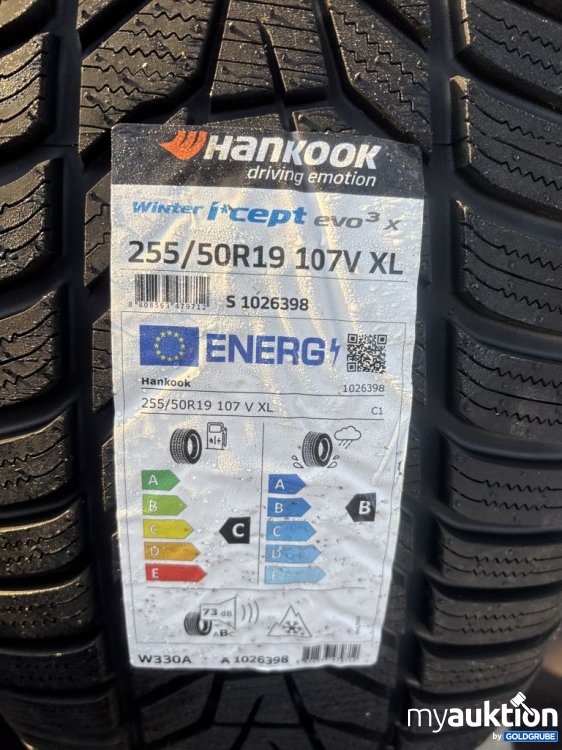 Hankook
driving emotion
Winter i*cept evo³ x
255/50R19 107V XL
S 1026398
ENERG
Hankook
1026398
255/50R19 107 V XL
C1
A
B
C
D
E
C
A
B
C
D
E
B
73 dB
ABC
W330A
A 1026398
myauktion
by GOLDGRUBE